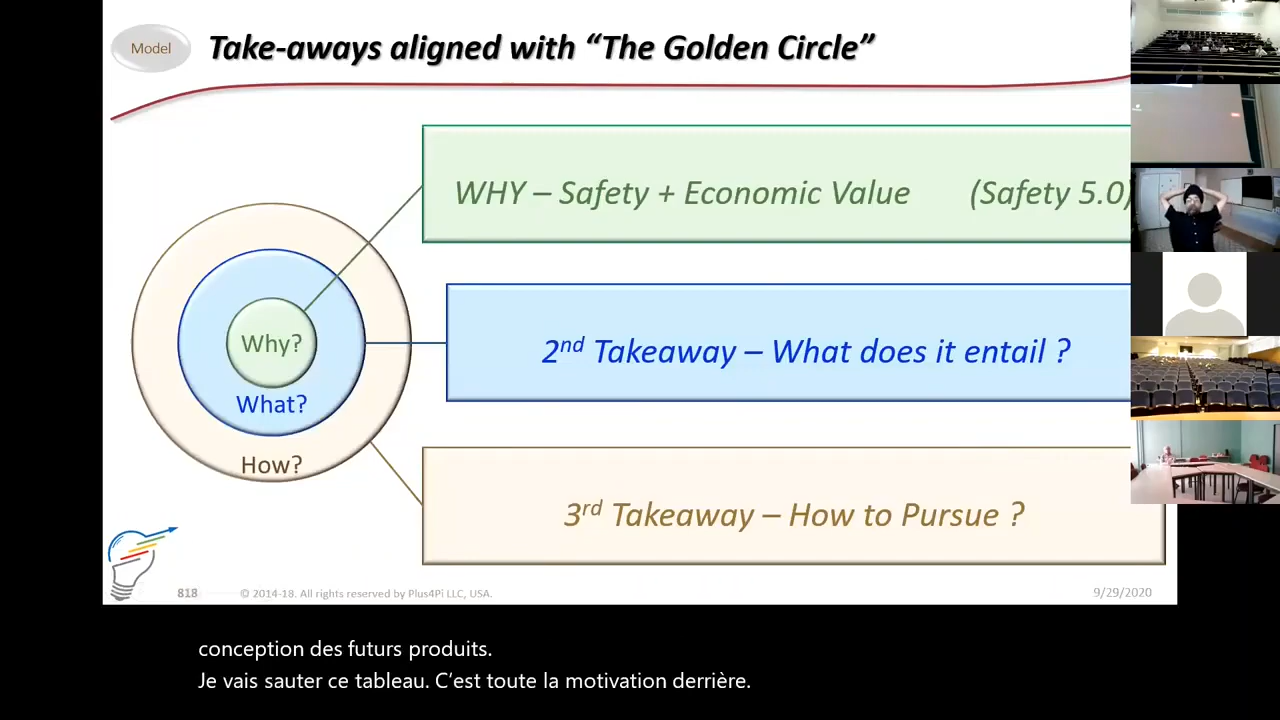 Model
Take-aways aligned with “The Golden Circle”
WHY – Safety + Economic Value (Safety 5.0)
Why?
2nd Takeaway – What does it entail ?
What?
How?
3rd Takeaway – How to Pursue ?
818
© 2014-18. All rights reserved by Plus4Pi LLC, USA.
9/29/2020
conception des futurs produits.
Je vais sauter ce tableau. C’est toute la motivation derrière.